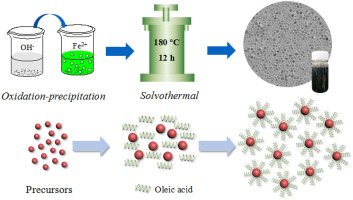 OH-
Fe2+
180 °C
12 h
Oxidation-precipitation
Solvothermal
Precursors
Oleic acid